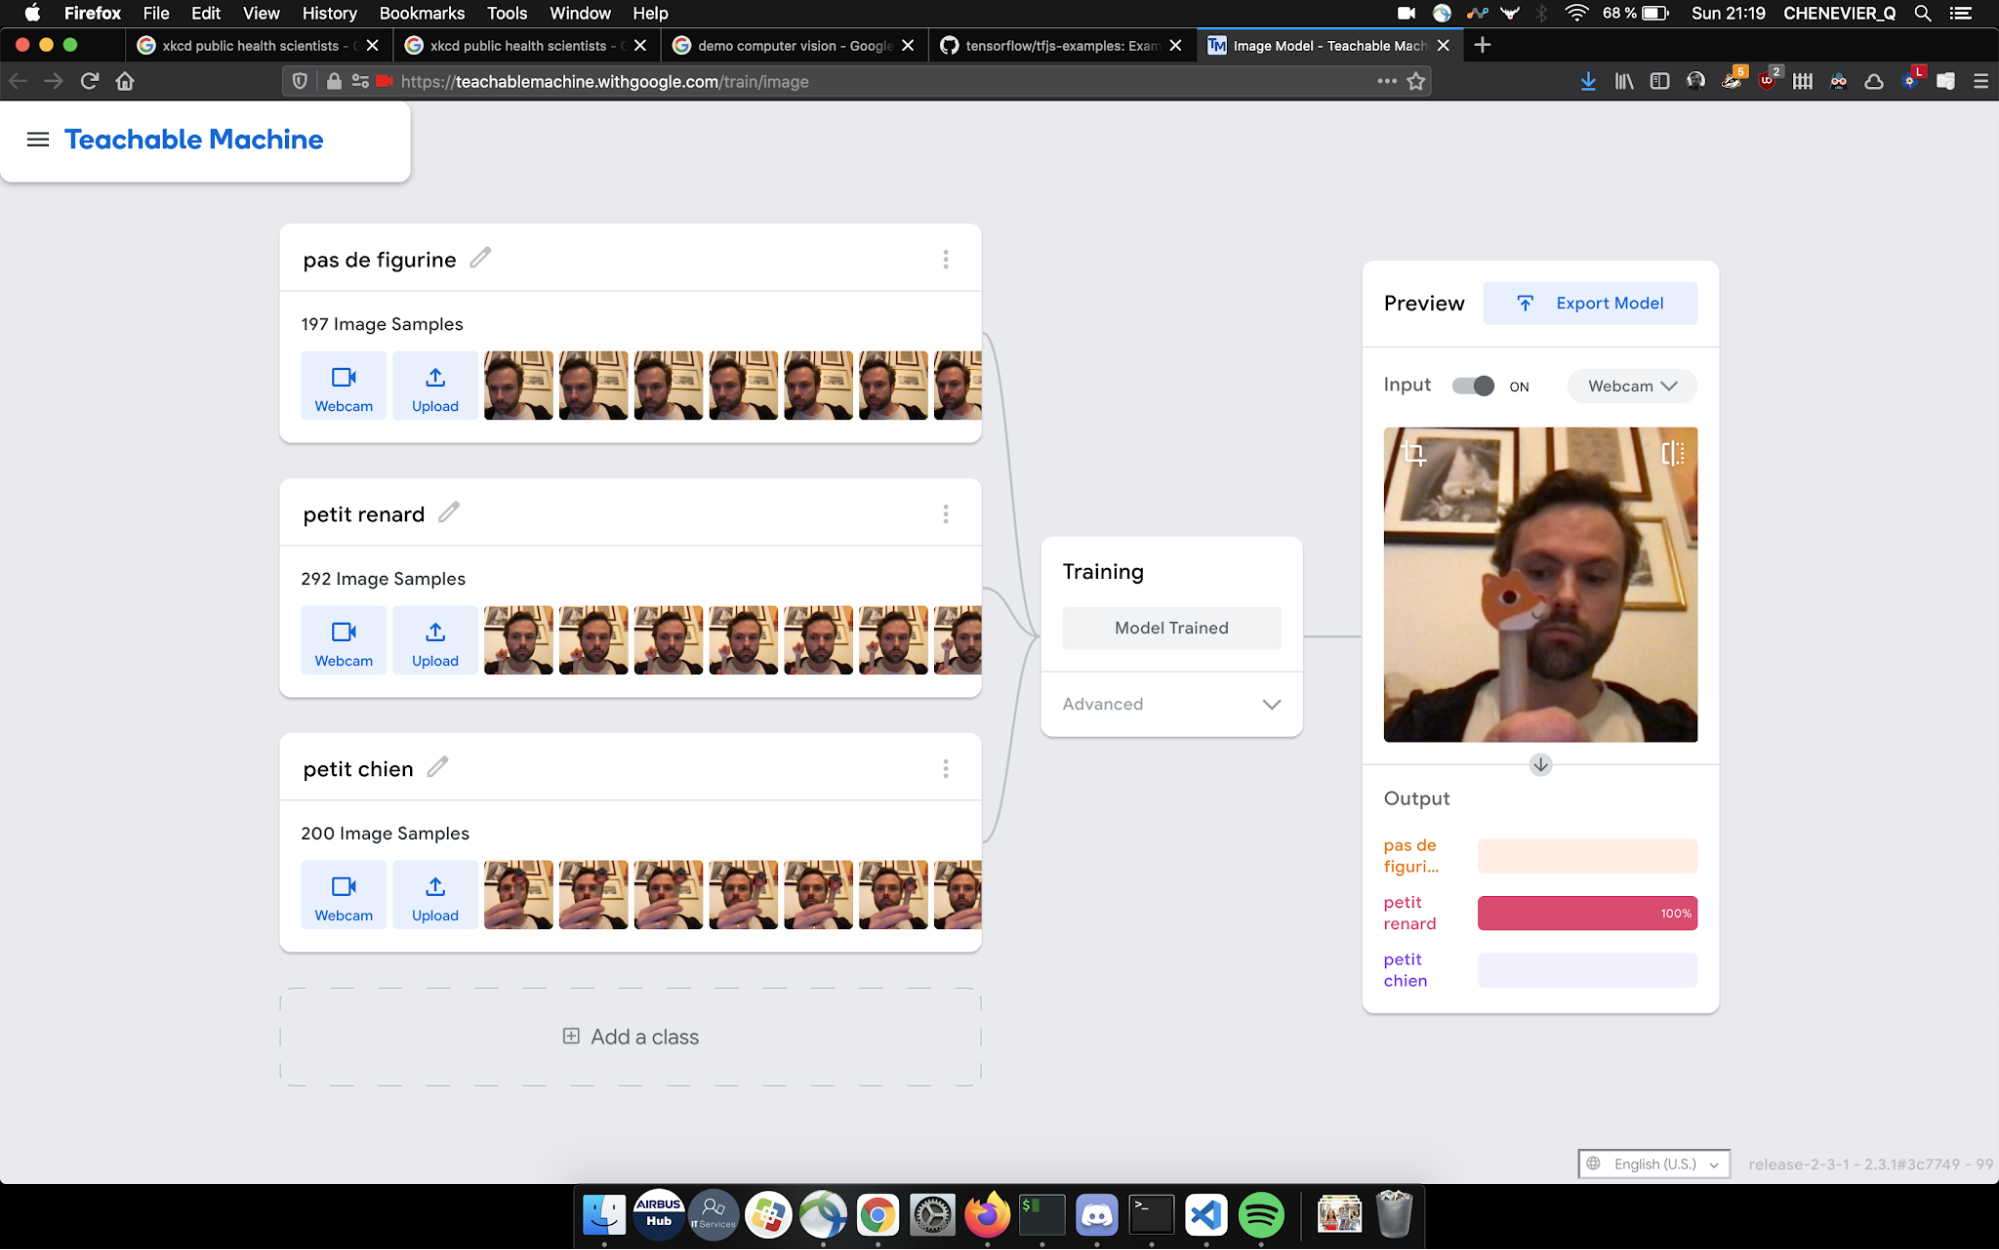 Firefox File Edit View History Bookmarks Tools Window Help 68 % Sun 21:19 CHENEVIER_Q
xkcd public health scientists - xkcd public health scientists - demo computer vision - Google tensorflow/tfjs-examples: Exam Image Model - Teachable Mach
https://teachablemachine.withgoogle.com/train/image 5 2 L
Teachable Machine
pas de figurine
197 Image Samples
Webcam Upload
petit renard
292 Image Samples
Webcam Upload
petit chien
200 Image Samples
Webcam Upload
Add a class
Training
Model Trained
Advanced
Preview Export Model
Input ON Webcam
Output
pas de
figuri...
petit
renard
100%
petit
chien
English (U.S.) release-2-3-1 - 2.3.1#3c7749 - 99
AIRBUS
Hub
IT Services
$
>_